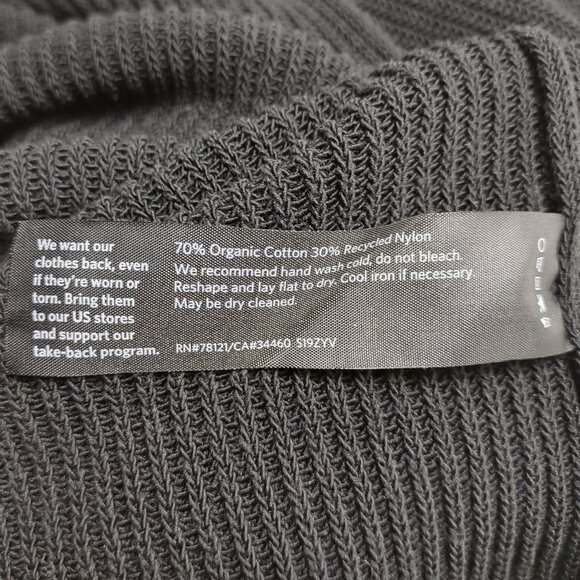 We want our
clothes back, even
if they're worn or
torn. Bring them
to our US stores
and support our
take-back program.
70% Organic Cotton 30% Recycled Nylon
We recommend hand wash cold, do not bleach.
Reshape and lay flat to dry. Cool iron if necessary.
May be dry cleaned.
RN#78121/CA#34460 S19ZYV